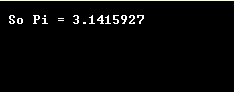 So Pi = 3.1415927